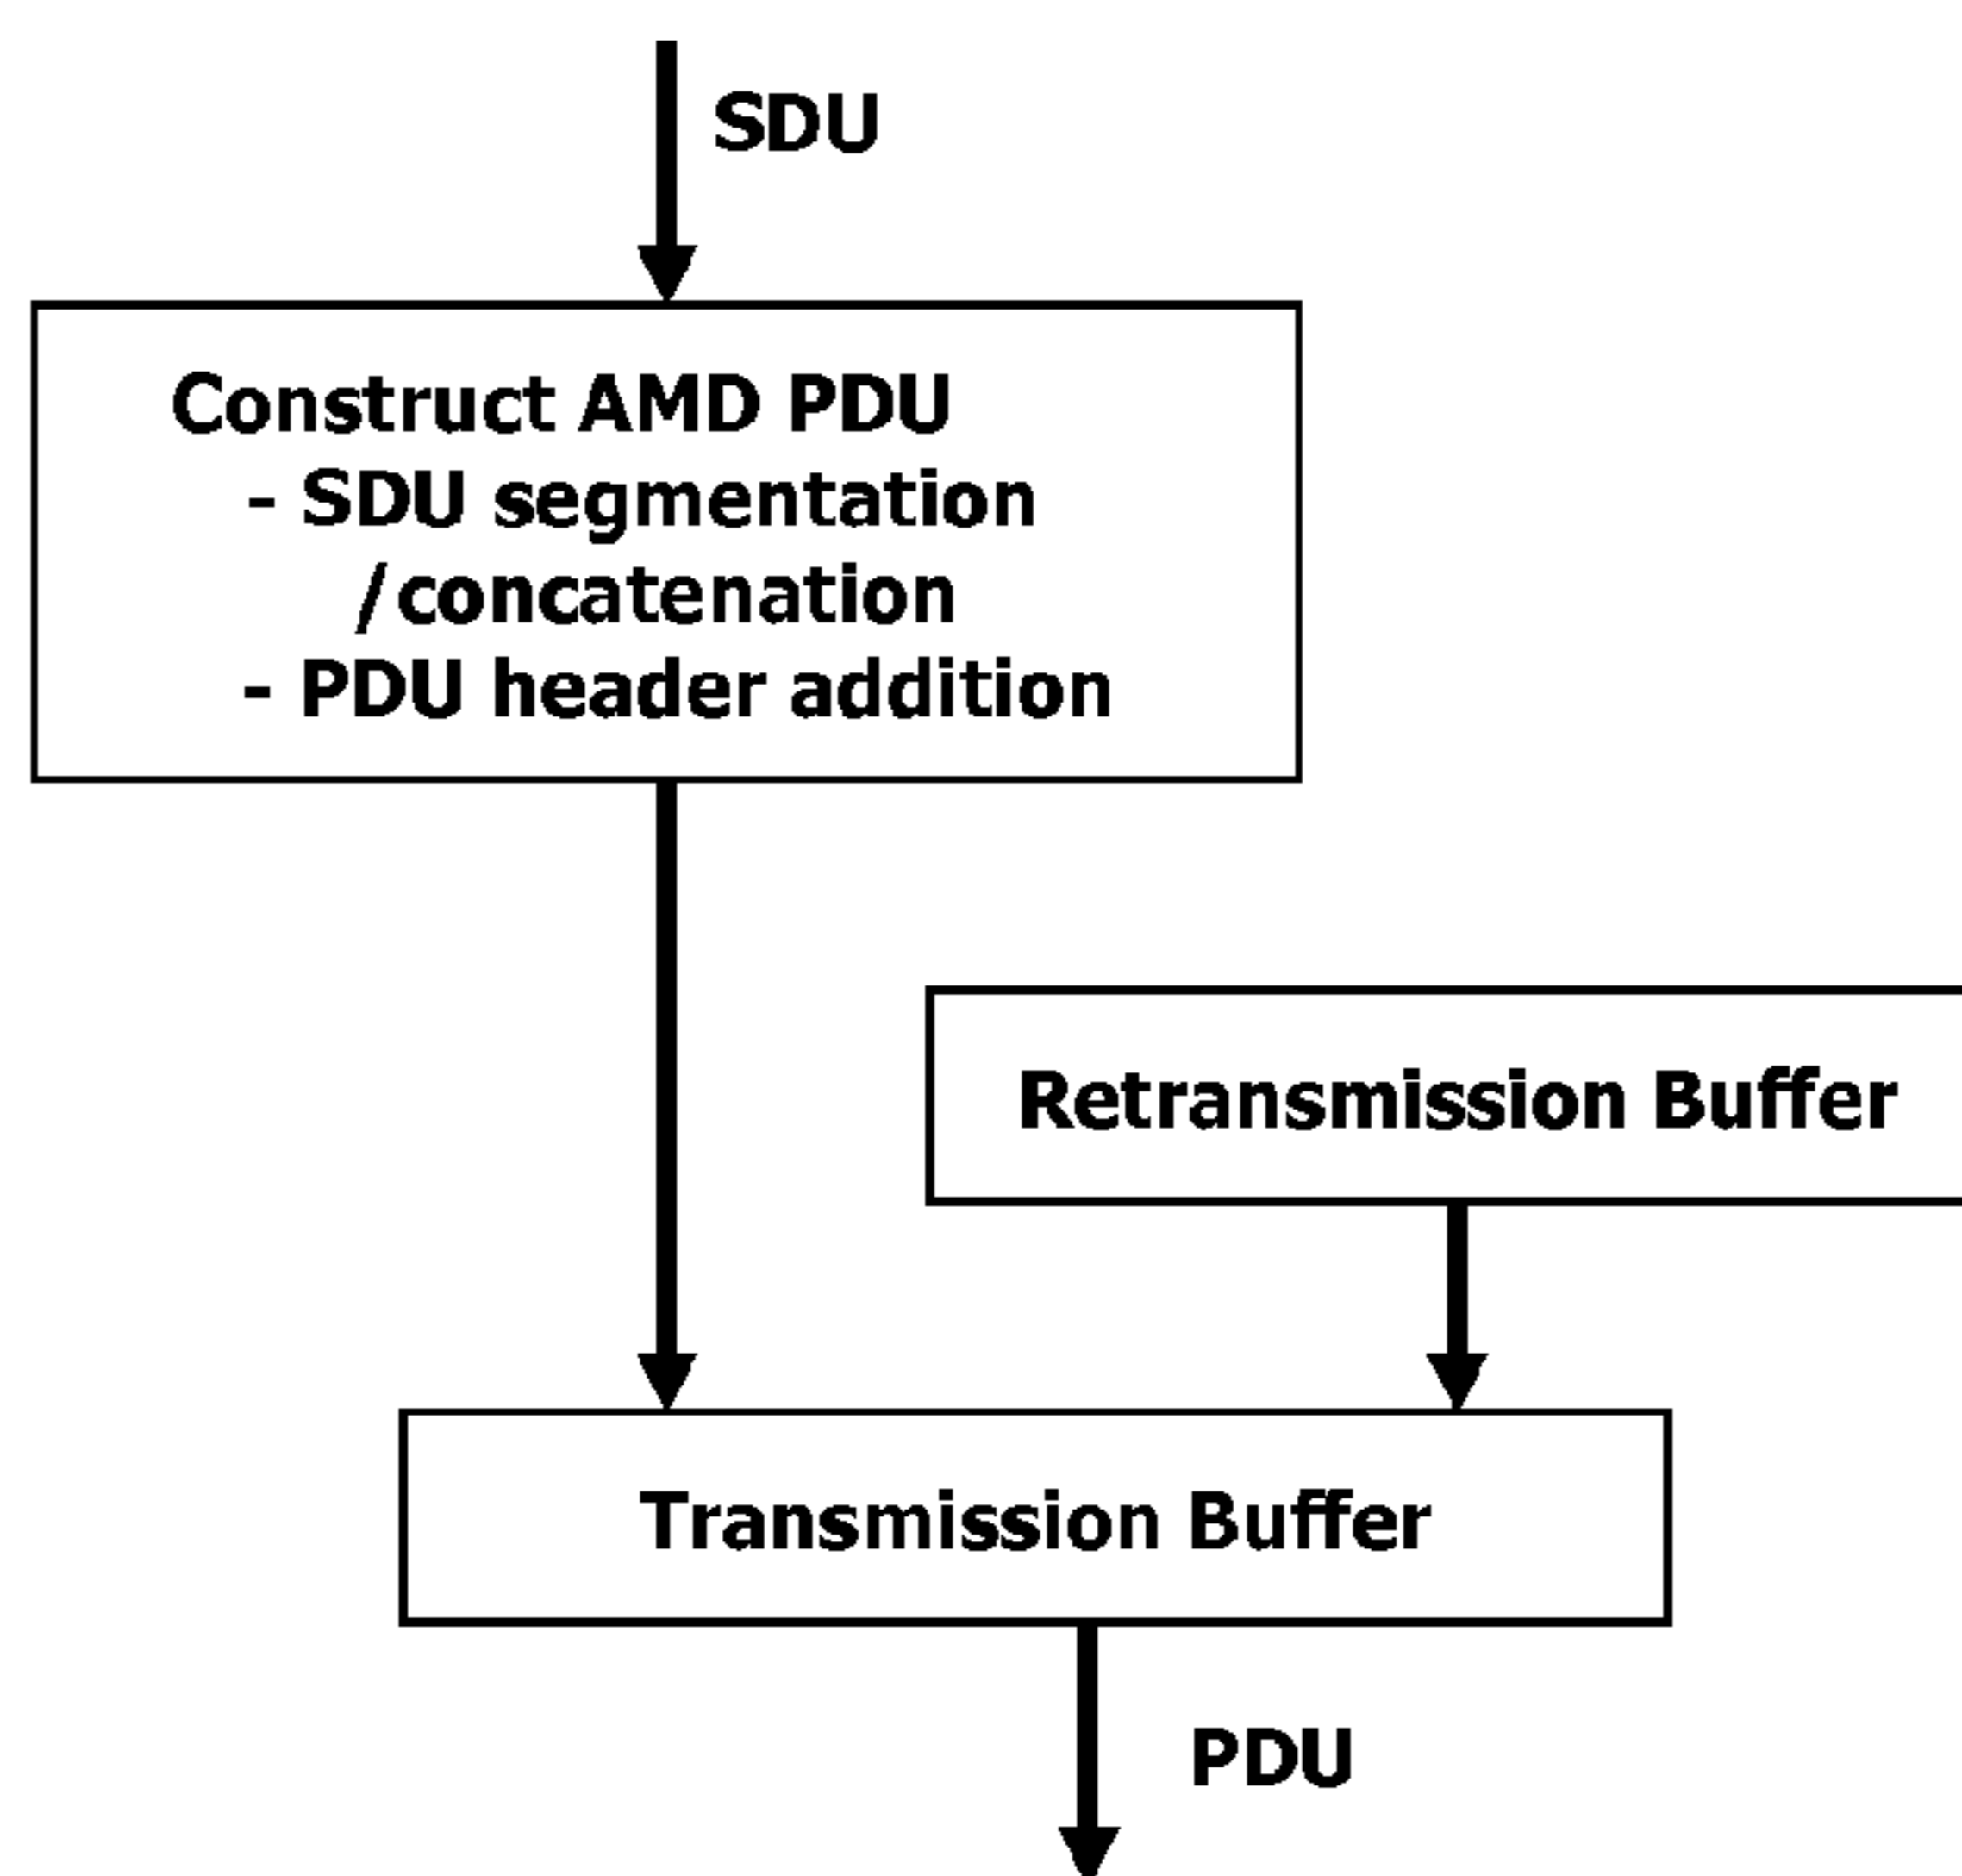 SDU
Construct AMD PDU
- SDU segmentation
/concatenation
- PDU header addition
Retransmission Buffer
Transmission Buffer
PDU